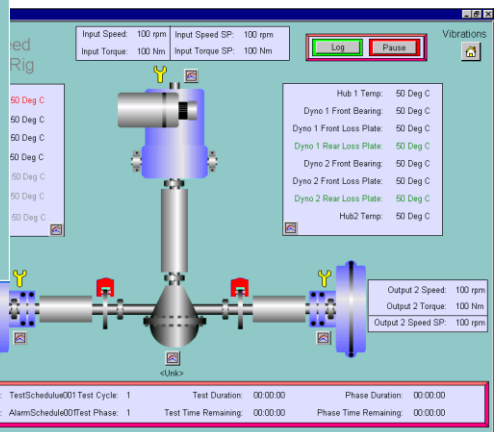 Input Speed: 100 rpm Input Speed SP: 100 rpm
Input Torque: 100 Nm Input Torque SP: 100 Nm
Log Pause
Vibrations
eed
Rig
50 Deg C
50 Deg C
50 Deg C
50 Deg C
50 Deg C
50 Deg C
50 Deg C
Hub 1 Temp: 50 Deg C
Dyno 1 Front Bearing: 50 Deg C
Dyno 1 Front Loss Plate: 50 Deg C
Dyno 1 Rear Loss Plate: 50 Deg C
Dyno 2 Front Bearing: 50 Deg C
Dyno 2 Front Loss Plate: 50 Deg C
Dyno 2 Rear Loss Plate: 50 Deg C
Hub2 Temp: 50 Deg C
Output 2 Speed: 100 rpm
Output 2 Torque: 100 Nm
Output 2 Speed SP: 100 rpm
<Unk>
: TestSchedulue001 Test Cycle: 1 Test Duration: 00:00:00 Phase Duration: 00:00:00
: AlarmSchedule001 Test Phase: 1 Test Time Remaining: 00:00:00 Phase Time Remaining: 00:00:00